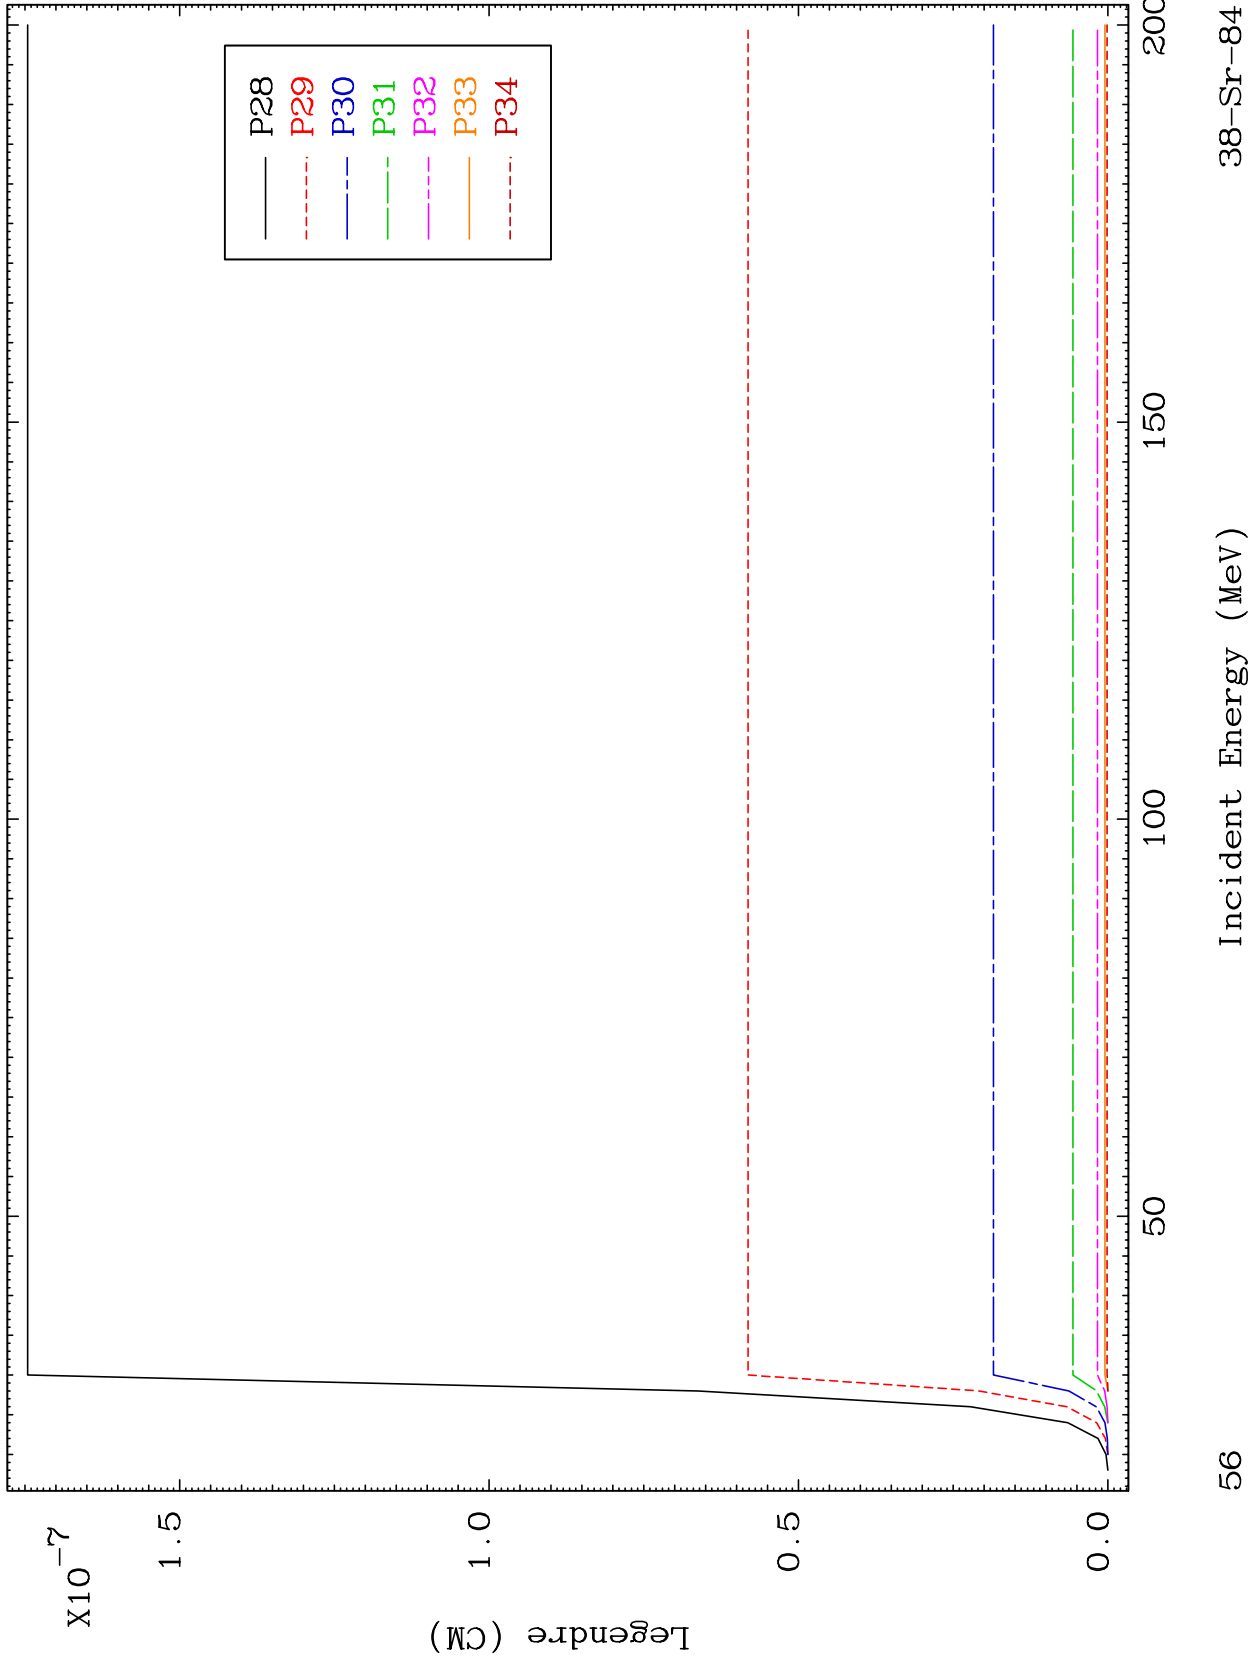 X10-7
1.5
1.0
0.5
0.0
Legendre (CM)
P28
P29
P30
P31
P32
P33
P34
50
100
150
200
Incident Energy (MeV)
56
38-Sr-84